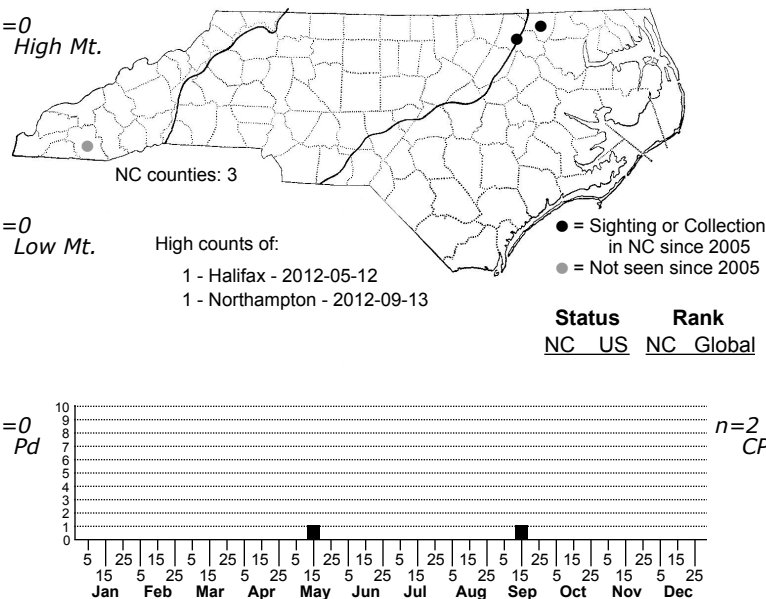 =0
High Mt.
NC counties: 3
=0
Low Mt.
High counts of:
1 - Halifax - 2012-05-12
1 - Northampton - 2012-09-13
● = Sighting or Collection
in NC since 2005
● = Not seen since 2005
Status Rank
NC US NC Global
=0
Pd
n=2
CP
10
9
8
7
6
5
4
3
2
1
0
5 25 15 5 25 15 5 25 15 5 25 15 5 25 15 5 25 15
15 5 25 15 5 25 15 5 25 15 5 25 15 5 25 15 5 25
Jan Feb Mar Apr May Jun Jul Aug Sep Oct Nov Dec